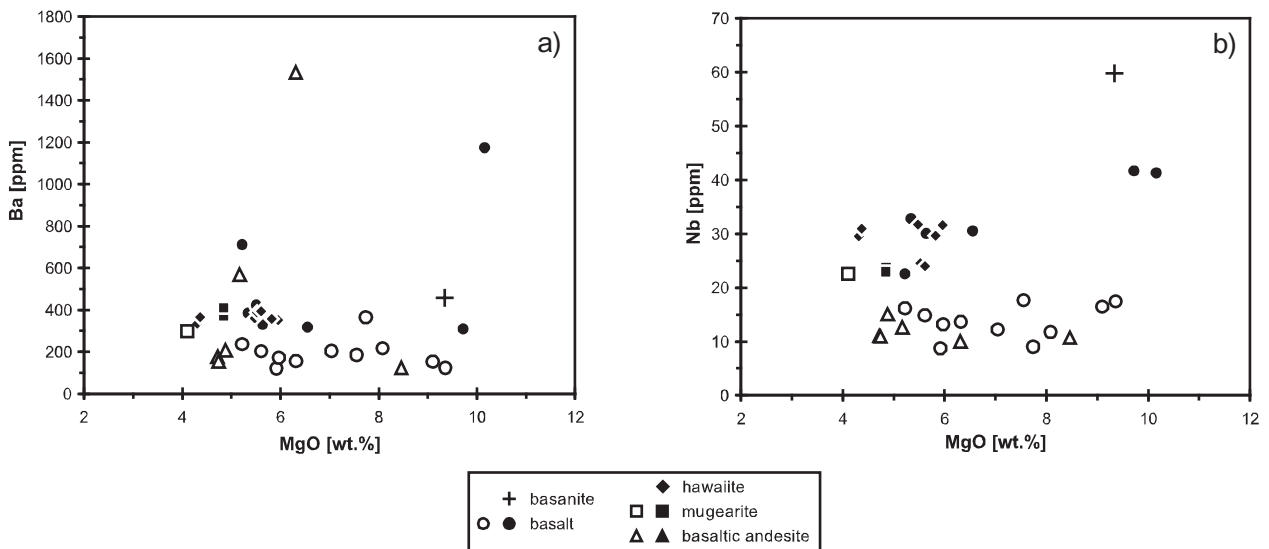 1800
1600
1400
1200
1000
800
600
400
200
0
Ba [ppm]
a)
2 4 6 8 10 12
MgO [wt.%]
70
60
50
40
30
20
10
0
Nb [ppm]
b)
2 4 6 8 10 12
MgO [wt.%]
basanite
basalt
hawaiite
mugearite
basaltic andesite